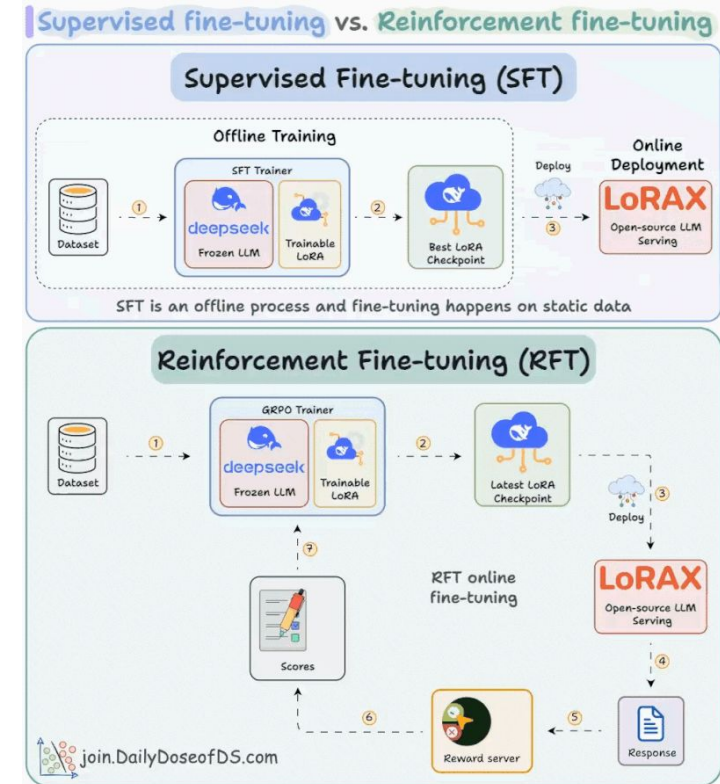 Supervised fine-tuning vs. Reinforcement fine-tuning
Supervised Fine-tuning (SFT)
Offline Training
Dataset
1
SFT Trainer
deepseek
Frozen LLM
Trainable
LoRA
2
Best LoRA
Checkpoint
Deploy
3
Online
Deployment
LoRAX
Open-source LLM
Serving
SFT is an offline process and fine-tuning happens on static data
Reinforcement Fine-tuning (RFT)
Dataset
1
GRPO Trainer
deepseek
Frozen LLM
Trainable
LoRA
2
Latest LoRA
Checkpoint
3
Deploy
LoRAX
Open-source LLM
Serving
RFT online
fine-tuning
4
Response
5
Reward server
6
Scores
7
join.DailyDoseofDS.com